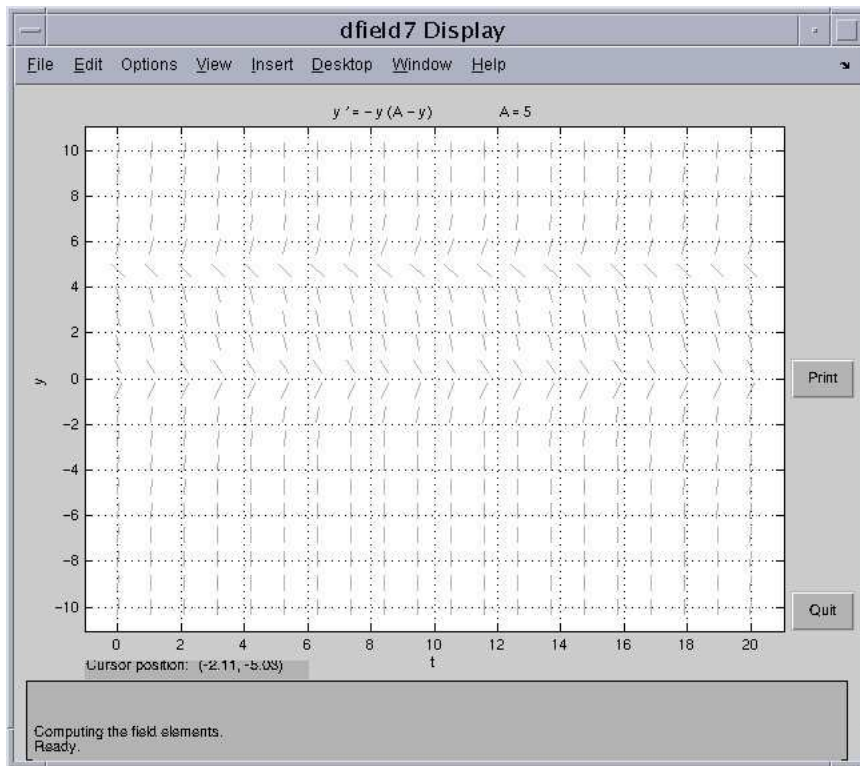 dfield7 Display
File Edit Options View Insert Desktop Window Help
y ' = − y (A − y) A = 5
10
8
6
4
2
0
−2
−4
−6
−8
−10
y
0 2 4 6 8 10 12 14 16 18 20
t
Print
Quit
Cursor position: (-2.11, -5.03)
Computing the field elements.
Ready.